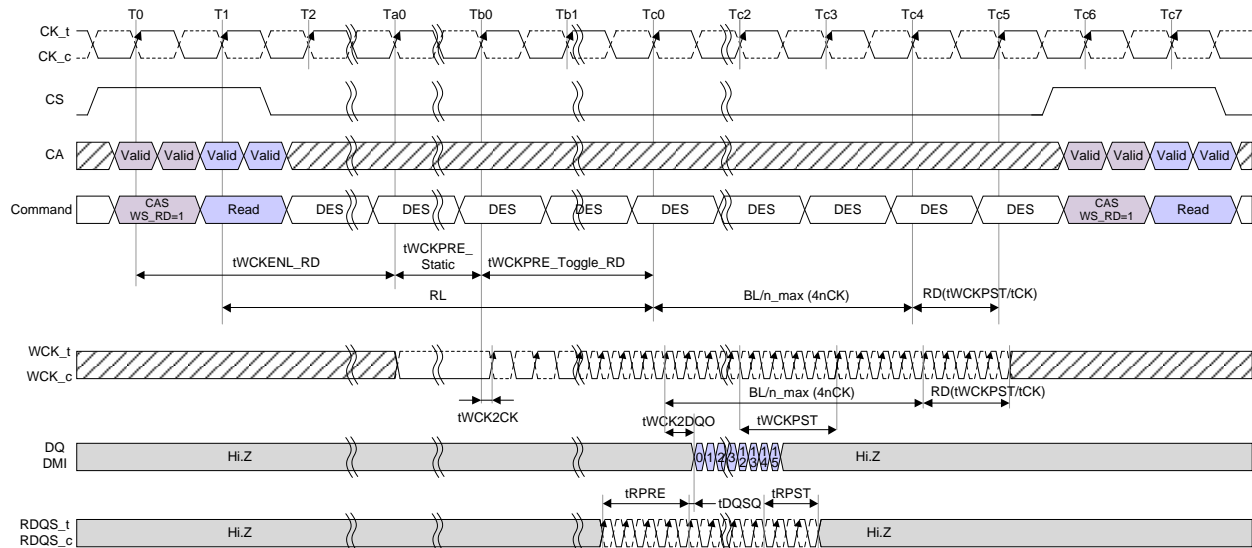 T0 T1 T2 Ta0 Tb0 Tb1 Tc0 Tc2 Tc3 Tc4 Tc5 Tc6 Tc7
CK_t
CK_c
CS
CA Valid Valid Valid Valid Valid Valid Valid Valid
Command CAS WS_RD=1 Read DES DES DES DES DES DES DES DES DES CAS WS_RD=1 Read
tWCKENL_RD tWCKPRE_ Static tWCKPRE_Toggle_RD
RL BL/n_max (4nCK) RD(tWCKPST/tCK)
WCK_t
WCK_c
BL/n_max (4nCK) RD(tWCKPST/tCK)
tWCK2CK tWCK2DQO tWCKPST
DQ
DMI Hi.Z 0 1 2 3 12 13 14 15 Hi.Z
tRPRE tDQSQ tRPST
RDQS_t
RDQS_c Hi.Z Hi.Z